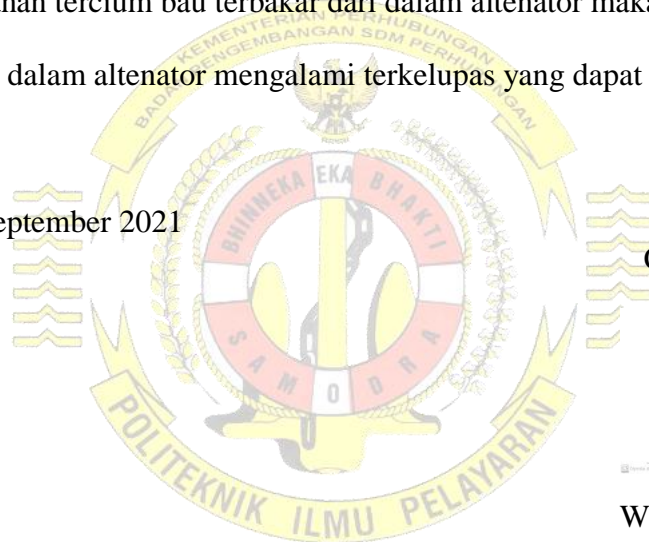 han tercium bau terbakar dari dalam altenator maka
dalam altenator mengalami terkelupas yang dapat
eptember 2021
KEMENTERIAN PERHUBUNGAN
BADAN PENGEMBANGAN SDM PERHUBUNGAN
BHINNEKA EKA BHAKTI
SAMODRA
POLITEKNIK ILMU PELAYARAN
W